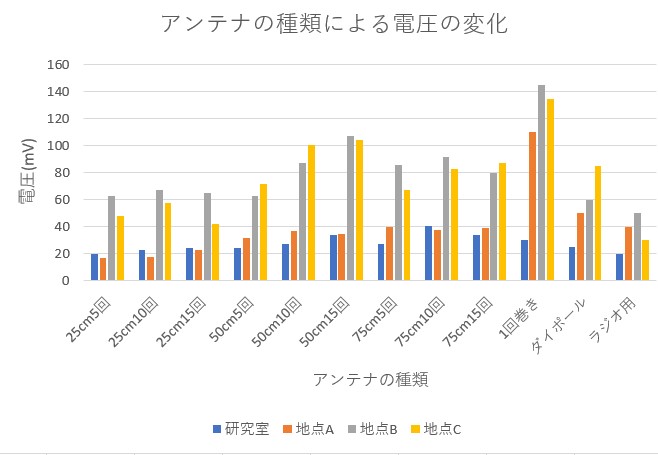 アンテナの種類による電圧の変化
160
140
120
100
80
60
40
20
0
電圧(mV)
25cm5回
25cm10回
25cm15回
50cm5回
50cm10回
50cm15回
75cm5回
75cm10回
75cm15回
1回巻き
ダイポール
ラジオ用
アンテナの種類
研究室 地点A 地点B 地点C